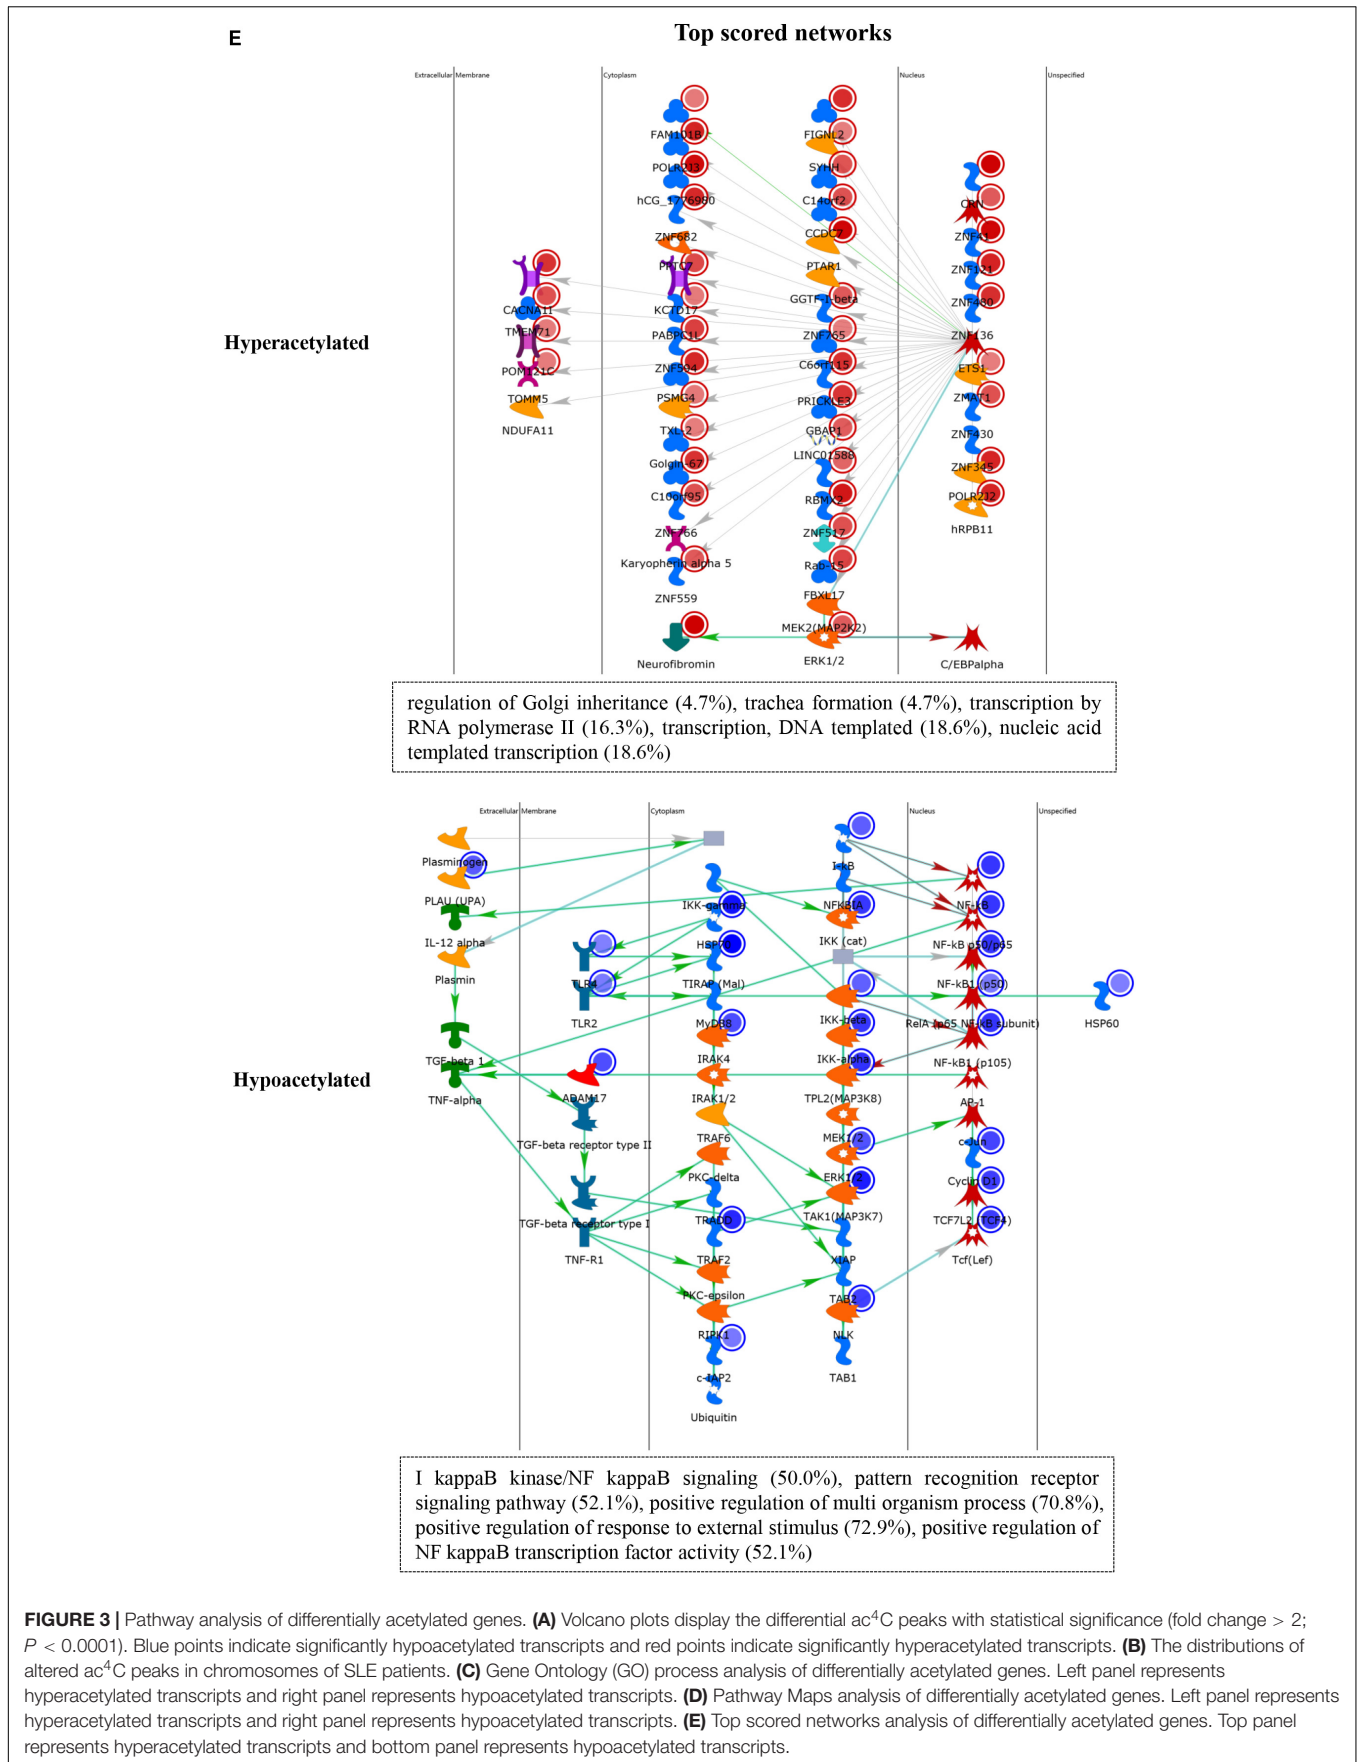 E
Top scored networks
Extracellular
Membrane
Cytoplasm
Nucleus
Unspecified
FAM101B
POLR2J3
hCG_1776980
ZNF682
KCTD17
PABPC1L
ZNF594
PSMG4
TXL-2
Golgin-67
C10orf95
ZNF766
Karyopherin alpha 5
ZNF559
Neurofibromin
FIGNL2
SYHH
C14orf2
CCDC7
PTAR1
GGTF-I-beta
ZNF765
C6orf115
PRICKLE3
GBAP1
LINC01588
RBMX2
ZNF517
Rab-15
FBXL17
MEK2(MAP2K2)
ERK1/2
CACNA1I
TMEM71
POM121C
TOMM5
NDUFA11
CRN
ZNF41
ZNF121
ZNF480
ZNF136
ETS1
ZMAT1
ZNF430
ZNF345
POLR2J2
hRPB11
C/EBPalpha
Hyperacetylated
regulation of Golgi inheritance (4.7%), trachea formation (4.7%), transcription by
RNA polymerase II (16.3%), transcription, DNA templated (18.6%), nucleic acid
templated transcription (18.6%)
Extracellular
Membrane
Cytoplasm
Nucleus
Unspecified
Plasminogen
PLAU (UPA)
IL-12 alpha
Plasmin
TGF-beta 1
TNF-alpha
TLR4
TLR2
ADAM17
TGF-beta receptor type II
TGF-beta receptor type I
TNF-R1
IKK-gamma
HSP70
TIRAP (Mal)
MyD88
IRAK4
IRAK1/2
TRAF6
PKC-delta
TRADD
TRAF2
PKC-epsilon
RIPK1
c-IAP2
Ubiquitin
I-kB
NFKBIA
IKK (cat)
IKK-beta
IKK-alpha
TPL2(MAP3K8)
MEK1/2
ERK1/2
TAK1(MAP3K7)
XIAP
TAB2
NLK
TAB1
NF-kB
NF-kB p50/p65
NF-kB1 (p50)
RelA (p65 NF-kB subunit)
NF-kB1 (p105)
AP-1
c-Jun
Cyclin D1
TCF7L2 (TCF4)
Tcf(Lef)
HSP60
Hypoacetylated
I kappaB kinase/NF kappaB signaling (50.0%), pattern recognition receptor
signaling pathway (52.1%), positive regulation of multi organism process (70.8%),
positive regulation of response to external stimulus (72.9%), positive regulation of
NF kappaB transcription factor activity (52.1%)
FIGURE 3 | Pathway analysis of differentially acetylated genes. (A) Volcano plots display the differential ac⁴C peaks with statistical significance (fold change > 2;
P < 0.0001). Blue points indicate significantly hypoacetylated transcripts and red points indicate significantly hyperacetylated transcripts. (B) The distributions of
altered ac⁴C peaks in chromosomes of SLE patients. (C) Gene Ontology (GO) process analysis of differentially acetylated genes. Left panel represents
hyperacetylated transcripts and right panel represents hypoacetylated transcripts. (D) Pathway Maps analysis of differentially acetylated genes. Left panel represents
hyperacetylated transcripts and right panel represents hypoacetylated transcripts. (E) Top scored networks analysis of differentially acetylated genes. Top panel
represents hyperacetylated transcripts and bottom panel represents hypoacetylated transcripts.